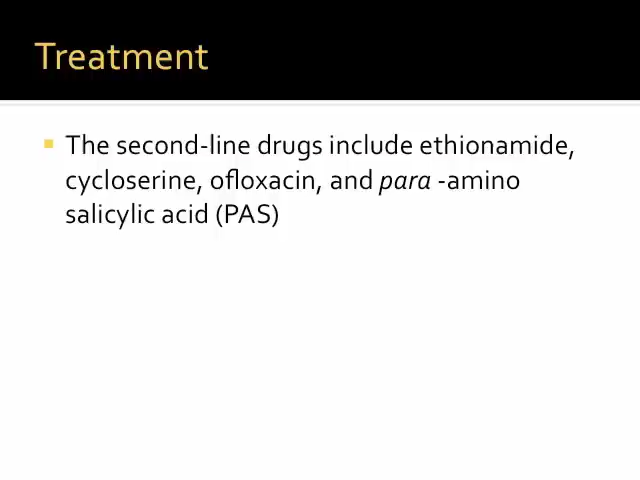 Treatment
The second-line drugs include ethionamide,
cycloserine, ofloxacin, and para -amino
salicylic acid (PAS)